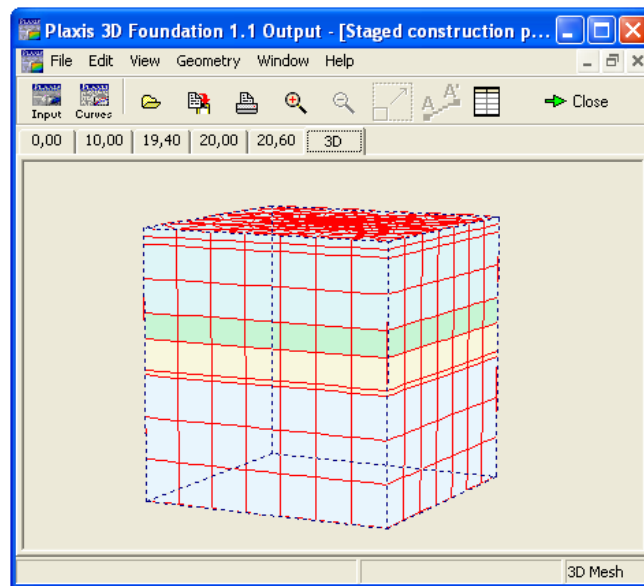 Plaxis 3D Foundation 1.1 Output - [Staged construction p...
File Edit View Geometry Window Help
Input Curves A A' Close
0,00 10,00 19,40 20,00 20,60 3D
3D Mesh